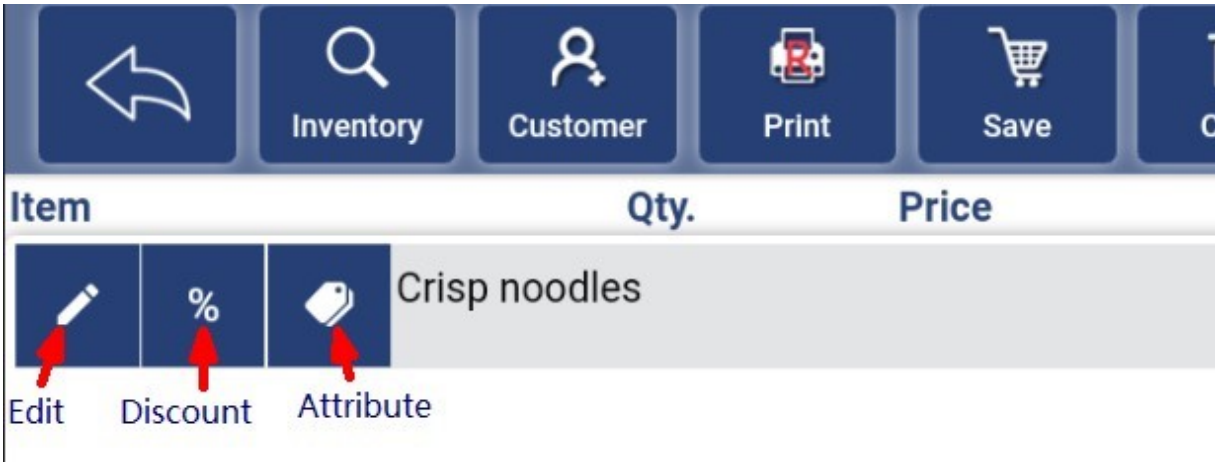 Inventory
Customer
Print
Save
Item Qty. Price
% Crisp noodles
Edit Discount Attribute